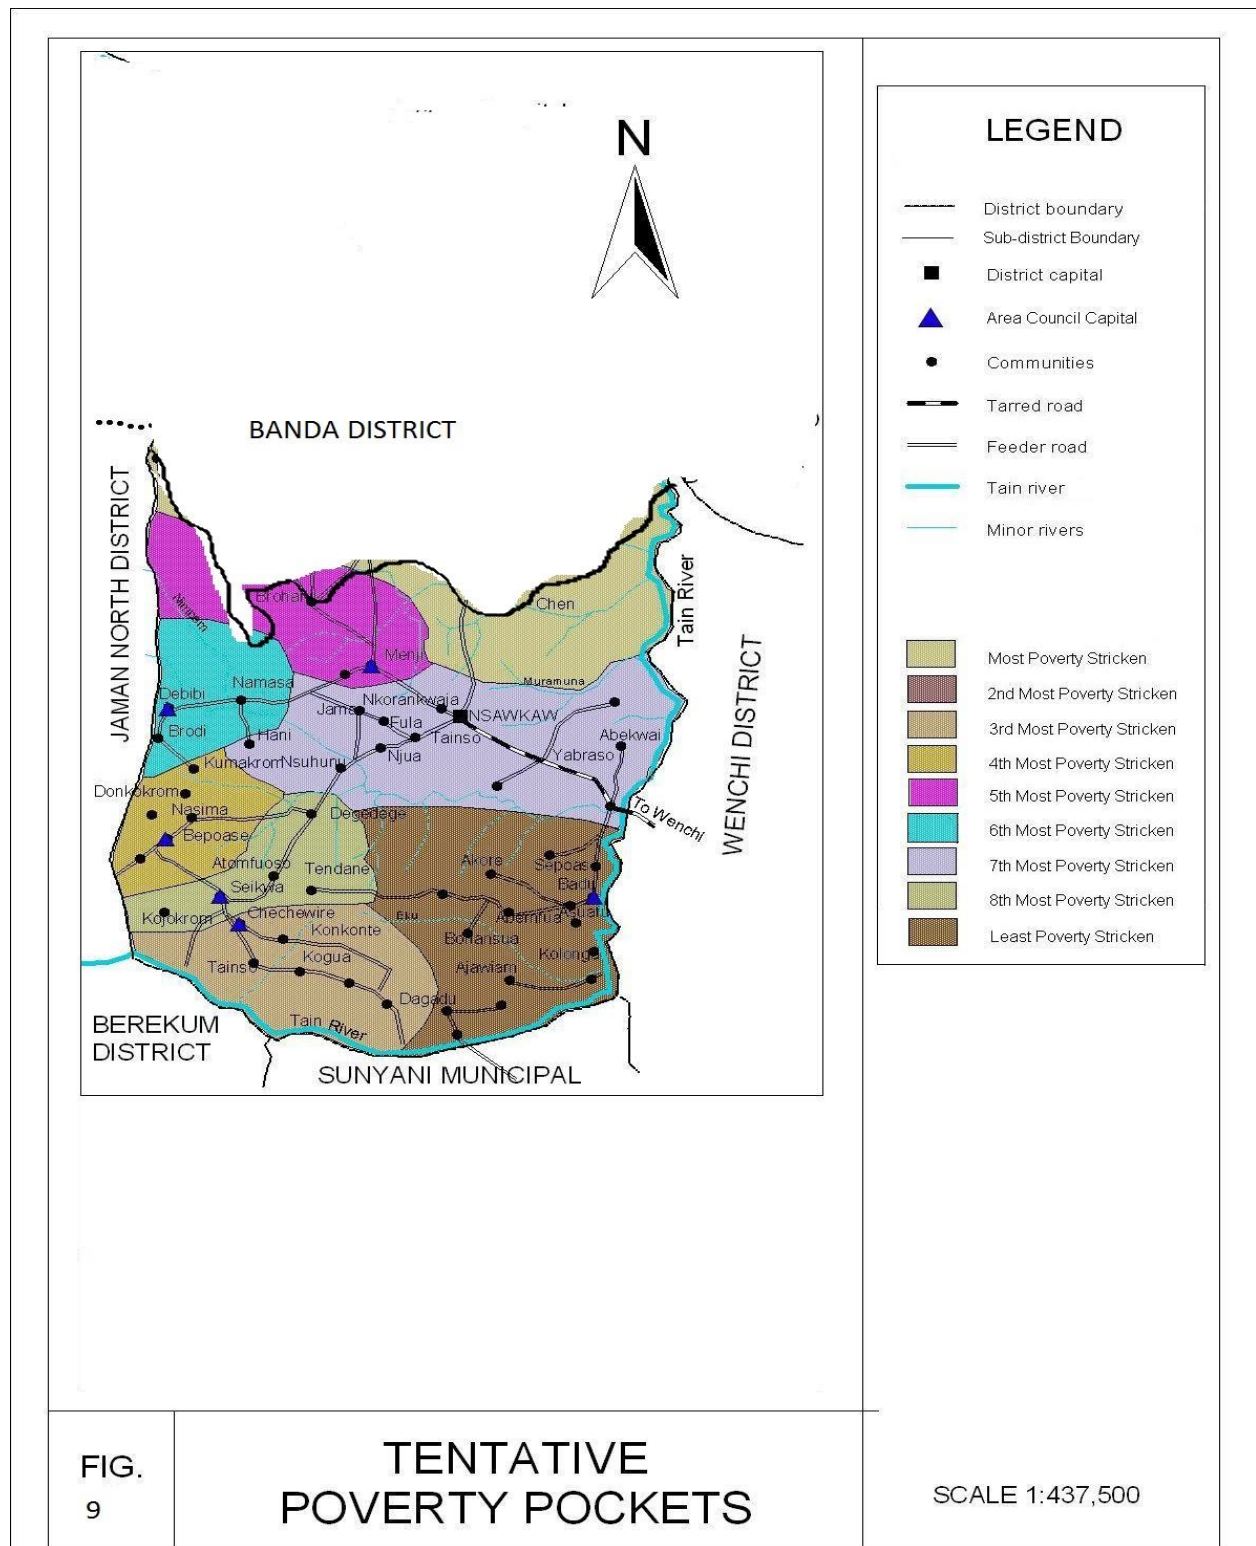 N
BANDA DISTRICT
JAMAN NORTH DISTRICT
Tain River
WENCHI DISTRICT
Chen
Brohani
Menji
Muramuna
Namasa
Debibi
Nkorankwaja
Jama
NSAWKAW
Fula
Brodi
Hani
Tainso
Abekwai
Kumakrom
Nsuhunu
Njua
Yabraso
Donkokrom
Nasima
Degedege
To Wenchi
Bepoase
Atomfuoso
Tendane
Akore
Sepoase
Seikwa
Badu
Kojokrom
Chechewire
Eku
Asuafu
Konkonte
Bonansua
Tainso
Kogua
Kolongo
Ajawiam
Dagadu
Tain River
BEREKUM
DISTRICT
SUNYANI MUNICIPAL
LEGEND
District boundary
Sub-district Boundary
District capital
Area Council Capital
Communities
Tarred road
Feeder road
Tain river
Minor rivers
Most Poverty Stricken
2nd Most Poverty Stricken
3rd Most Poverty Stricken
4th Most Poverty Stricken
5th Most Poverty Stricken
6th Most Poverty Stricken
7th Most Poverty Stricken
8th Most Poverty Stricken
Least Poverty Stricken
FIG.
9
TENTATIVE
POVERTY POCKETS
SCALE 1:437,500